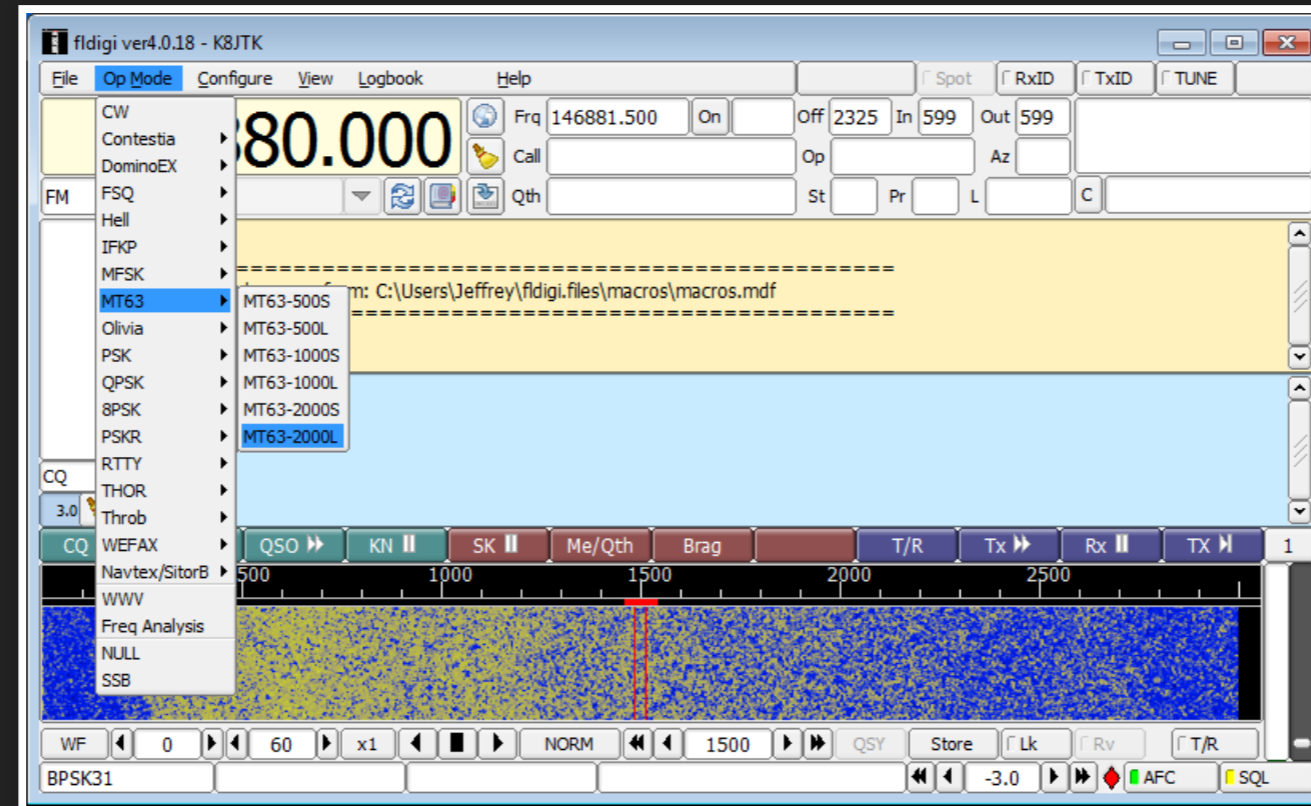 fldigi ver4.0.18 - K8JTK
File Op Mode Configure View Logbook Help Spot RxID TxID TUNE
CW
Contestia
DominoEX
FSQ
Hell
IFKP
MFSK
MT63
Olivia
PSK
QPSK
8PSK
PSKR
RTTY
THOR
Throb
WEFAX
Navtex/SitorB
WWV
Freq Analysis
NULL
SSB
MT63-500S
MT63-500L
MT63-1000S
MT63-1000L
MT63-2000S
MT63-2000L
80.000
Frq 146881.500 On Off 2325 In 599 Out 599
Call Op Az
FM Qth St Pr L C
=============================================
m: C:\Users\Jeffrey\fldigi.files\macros\macros.mdf
======================================
CQ
3.0
CQ QSO KN SK Me/Qth Brag T/R Tx Rx TX 1
500 1000 1500 2000 2500
WF 0 60 x1 NORM 1500 QSY Store Lk Rv T/R
BPSK31 -3.0 AFC SQL